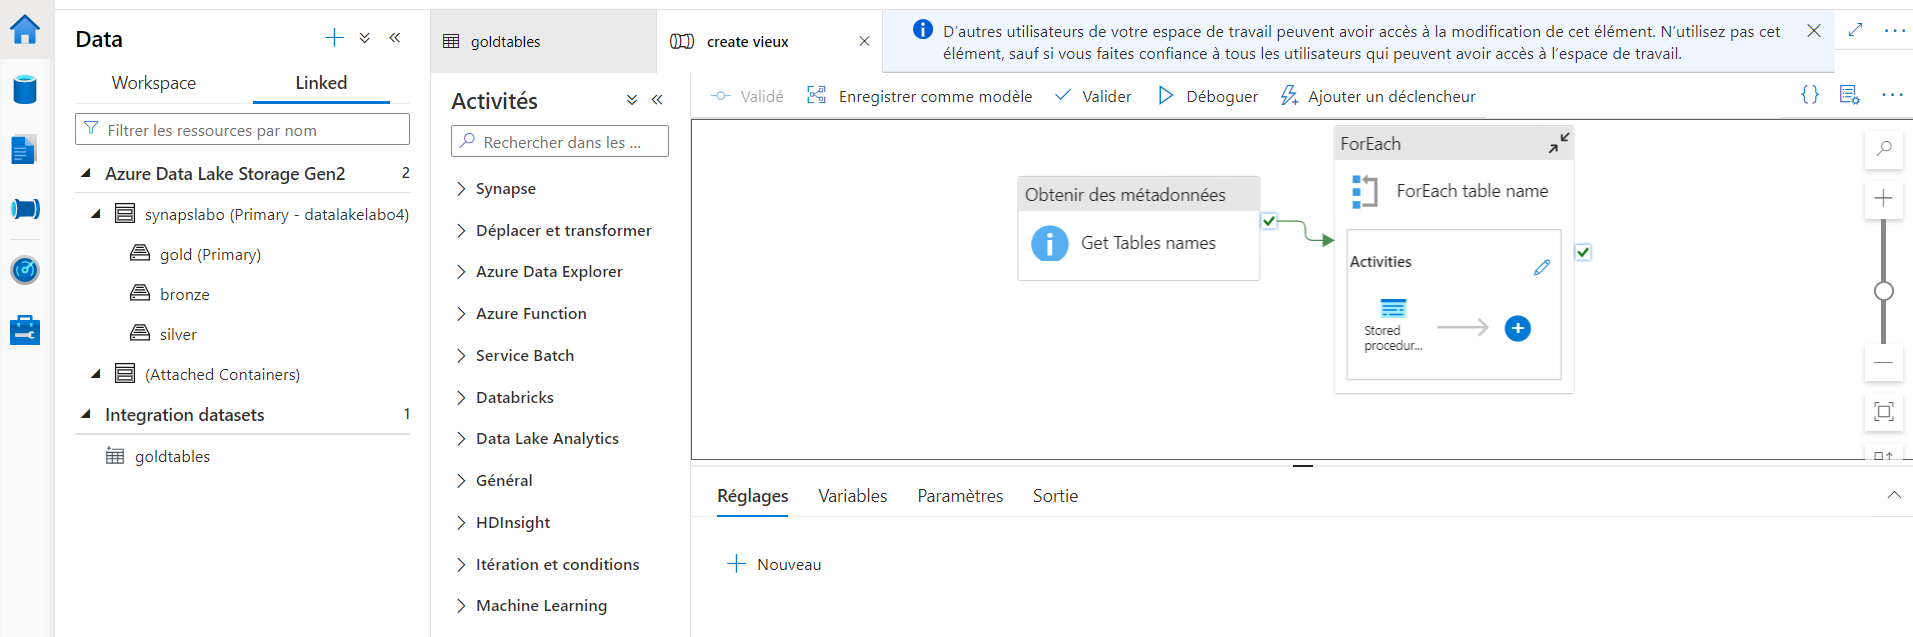 Data
Workspace
Linked
Filtrer les ressources par nom
Azure Data Lake Storage Gen2
2
synapslabo (Primary - datalakelabo4)
gold (Primary)
bronze
silver
(Attached Containers)
Integration datasets
1
goldtables
goldtables
create vieux
D’autres utilisateurs de votre espace de travail peuvent avoir accès à la modification de cet élément. N’utilisez pas cet
élément, sauf si vous faites confiance à tous les utilisateurs qui peuvent avoir accès à l’espace de travail.
Activités
Rechercher dans les ...
Synapse
Déplacer et transformer
Azure Data Explorer
Azure Function
Service Batch
Databricks
Data Lake Analytics
Général
HDInsight
Itération et conditions
Machine Learning
Validé
Enregistrer comme modèle
Valider
Déboguer
Ajouter un déclencheur
Obtenir des métadonnées
Get Tables names
ForEach
ForEach table name
Activities
Stored
procedur...
Réglages
Variables
Paramètres
Sortie
Nouveau